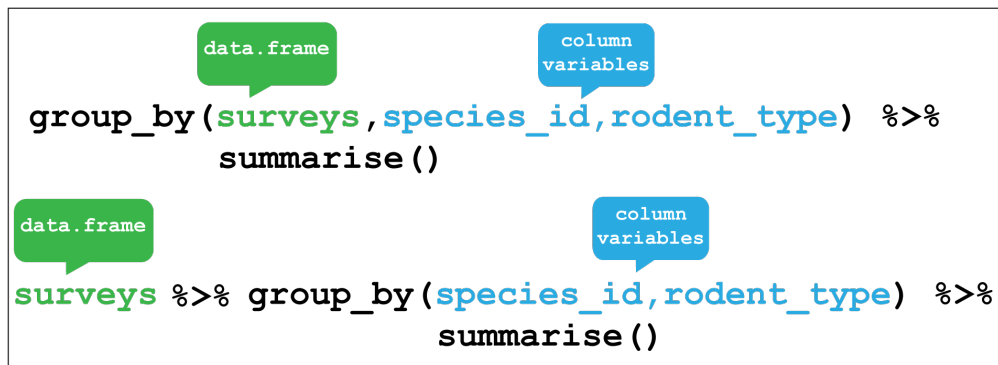 data.frame
column
variables
group_by(surveys,species_id,rodent_type) %>%
summarise()
data.frame
column
variables
surveys %>% group_by(species_id,rodent_type) %>%
summarise()